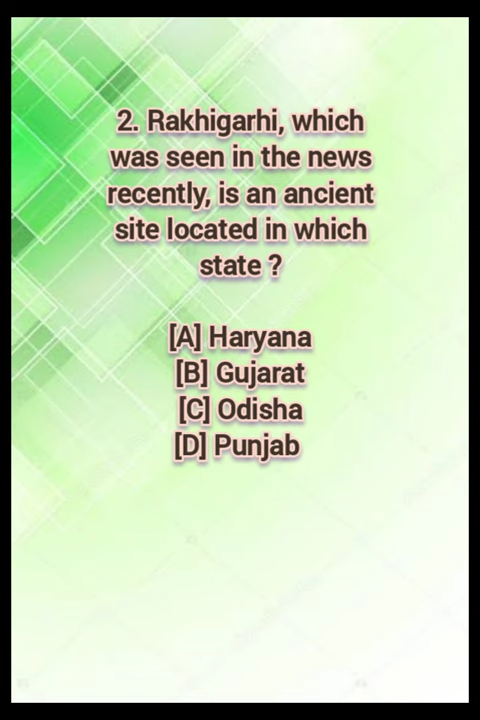 2. Rakhigarhi, which
was seen in the news
recently, is an ancient
site located in which
state ?
[A] Haryana
[B] Gujarat
[C] Odisha
[D] Punjab